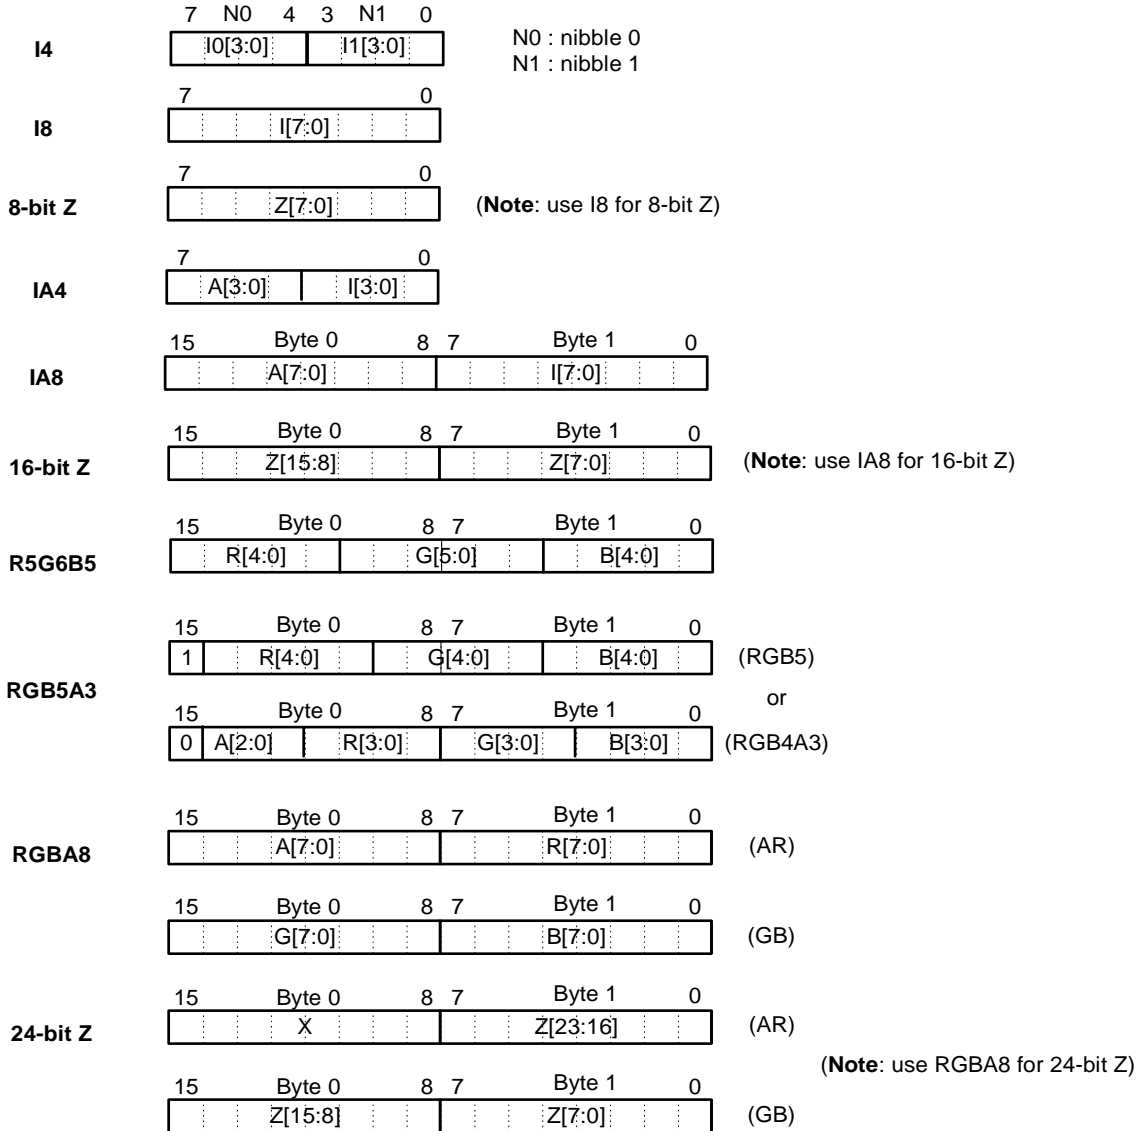 7 N0 4 3 N1 0
I4 I0[3:0] I1[3:0] N0 : nibble 0
N1 : nibble 1
7 0
I8 I[7:0]
7 0
8-bit Z Z[7:0] (Note: use I8 for 8-bit Z)
7 0
IA4 A[3:0] I[3:0]
15 Byte 0 8 7 Byte 1 0
IA8 A[7:0] I[7:0]
15 Byte 0 8 7 Byte 1 0
16-bit Z Z[15:8] Z[7:0] (Note: use IA8 for 16-bit Z)
15 Byte 0 8 7 Byte 1 0
R5G6B5 R[4:0] G[5:0] B[4:0]
15 Byte 0 8 7 Byte 1 0
1 R[4:0] G[4:0] B[4:0] (RGB5)
RGB5A3 or
15 Byte 0 8 7 Byte 1 0
0 A[2:0] R[3:0] G[3:0] B[3:0] (RGB4A3)
15 Byte 0 8 7 Byte 1 0
RGBA8 A[7:0] R[7:0] (AR)
15 Byte 0 8 7 Byte 1 0
G[7:0] B[7:0] (GB)
15 Byte 0 8 7 Byte 1 0
24-bit Z X Z[23:16] (AR)
(Note: use RGBA8 for 24-bit Z)
15 Byte 0 8 7 Byte 1 0
Z[15:8] Z[7:0] (GB)